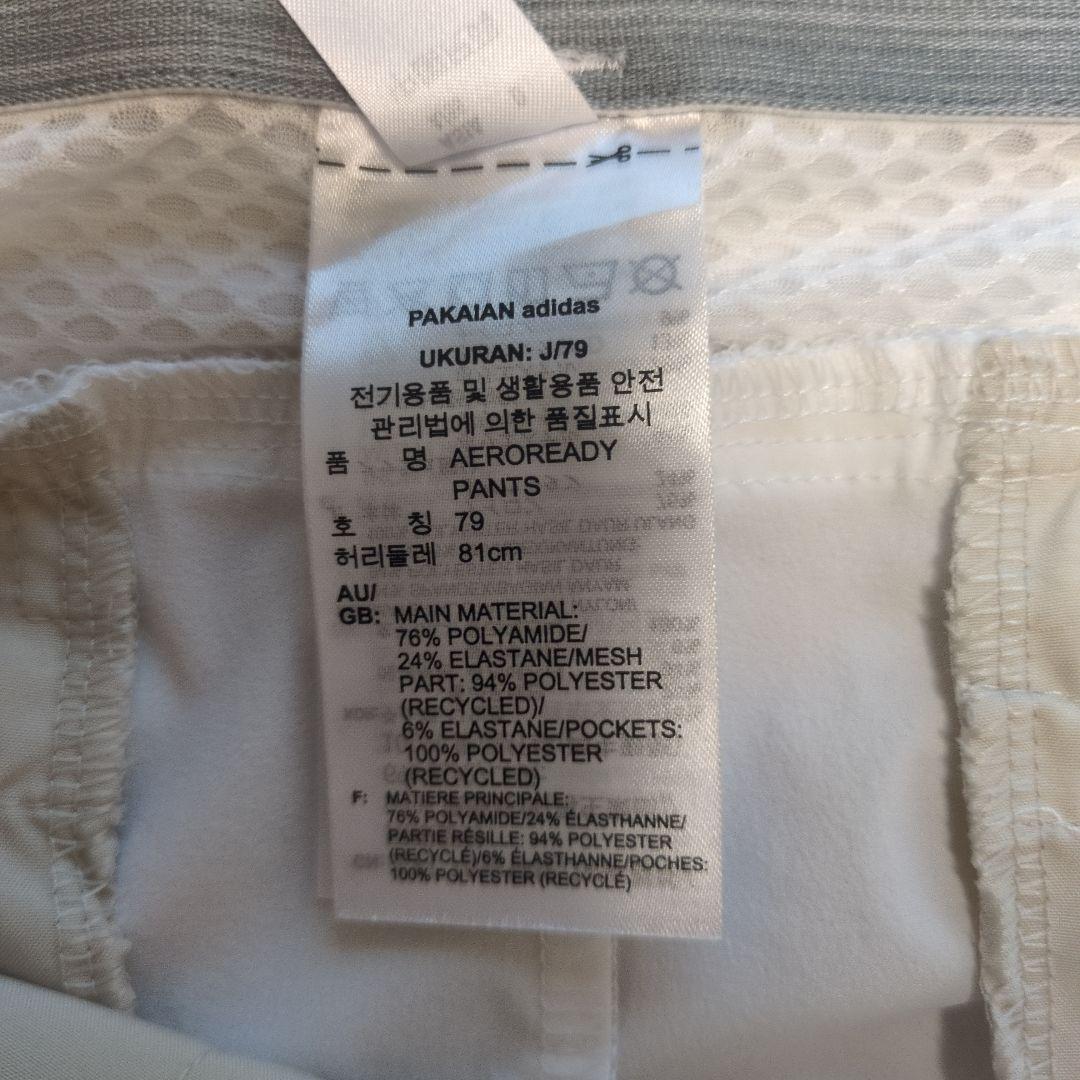 PAKAIAN adidas
UKURAN: J/79
전기용품 및 생활용품 안전
관리법에 의한 품질표시
품 명 AEROREADY
PANTS
호 칭 79
허리둘레 81cm
AU/
GB: MAIN MATERIAL:
76% POLYAMIDE/
24% ELASTANE/MESH
PART: 94% POLYESTER
(RECYCLED)/
6% ELASTANE/POCKETS:
100% POLYESTER
(RECYCLED)
F: MATIERE PRINCIPALE:
76% POLYAMIDE/24% ÉLASTHANNE/
PARTIE RÉSILLE: 94% POLYESTER
(RECYCLÉ)/6% ÉLASTHANNE/POCHES:
100% POLYESTER (RECYCLÉ)